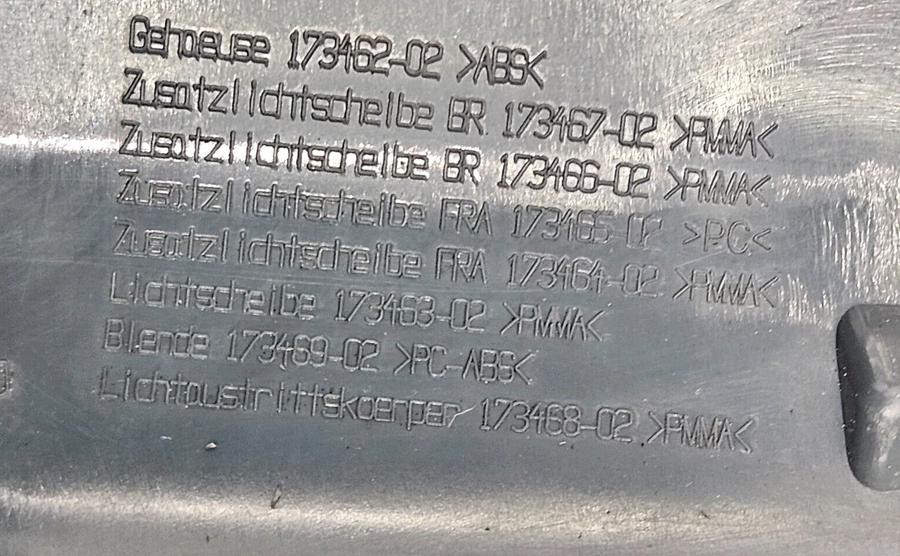 Gehaeuse 173462-02 >ABS<
Zusatzlichtscheibe BR 173467-02 >PMMA<
Zusatzlichtscheibe BR 173466-02 >PMMA<
Zusatzlichtscheibe FRA 173465-02 >PC<
Zusatzlichtscheibe FRA 173464-02 >PMMA<
Lichtscheibe 173463-02 >PMMA<
Blende 173469-02 >PC-ABS<
Lichtaustrittskoerper 173468-02 >PMMA<